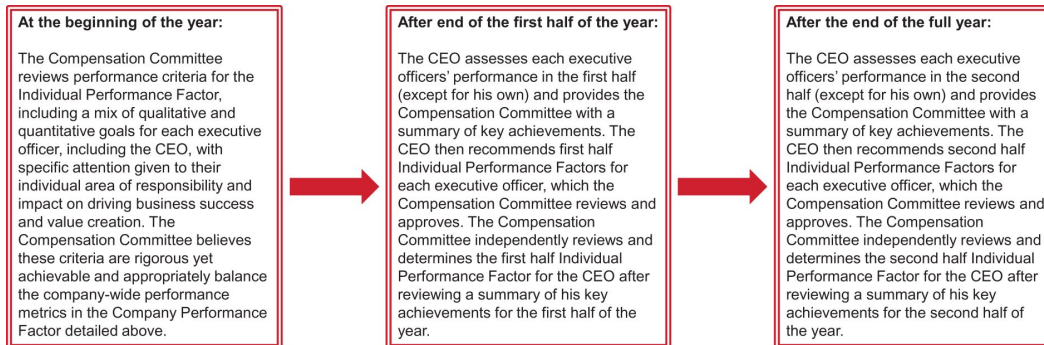 At the beginning of the year:
The Compensation Committee
reviews performance criteria for the
Individual Performance Factor,
including a mix of qualitative and
quantitative goals for each executive
officer, including the CEO, with
specific attention given to their
individual area of responsibility and
impact on driving business success
and value creation. The
Compensation Committee believes
these criteria are rigorous yet
achievable and appropriately balance
the company-wide performance
metrics in the Company Performance
Factor detailed above.
After end of the first half of the year:
The CEO assesses each executive
officers' performance in the first half
(except for his own) and provides the
Compensation Committee with a
summary of key achievements. The
CEO then recommends first half
Individual Performance Factors for
each executive officer, which the
Compensation Committee reviews and
approves. The Compensation
Committee independently reviews and
determines the first half Individual
Performance Factor for the CEO after
reviewing a summary of his key
achievements for the first half of the
year.
After the end of the full year:
The CEO assesses each executive
officers' performance in the second
half (except for his own) and provides
the Compensation Committee with a
summary of key achievements. The
CEO then recommends second half
Individual Performance Factors for
each executive officer, which the
Compensation Committee reviews and
approves. The Compensation
Committee independently reviews and
determines the second half Individual
Performance Factor for the CEO after
reviewing a summary of his key
achievements for the second half of
the year.